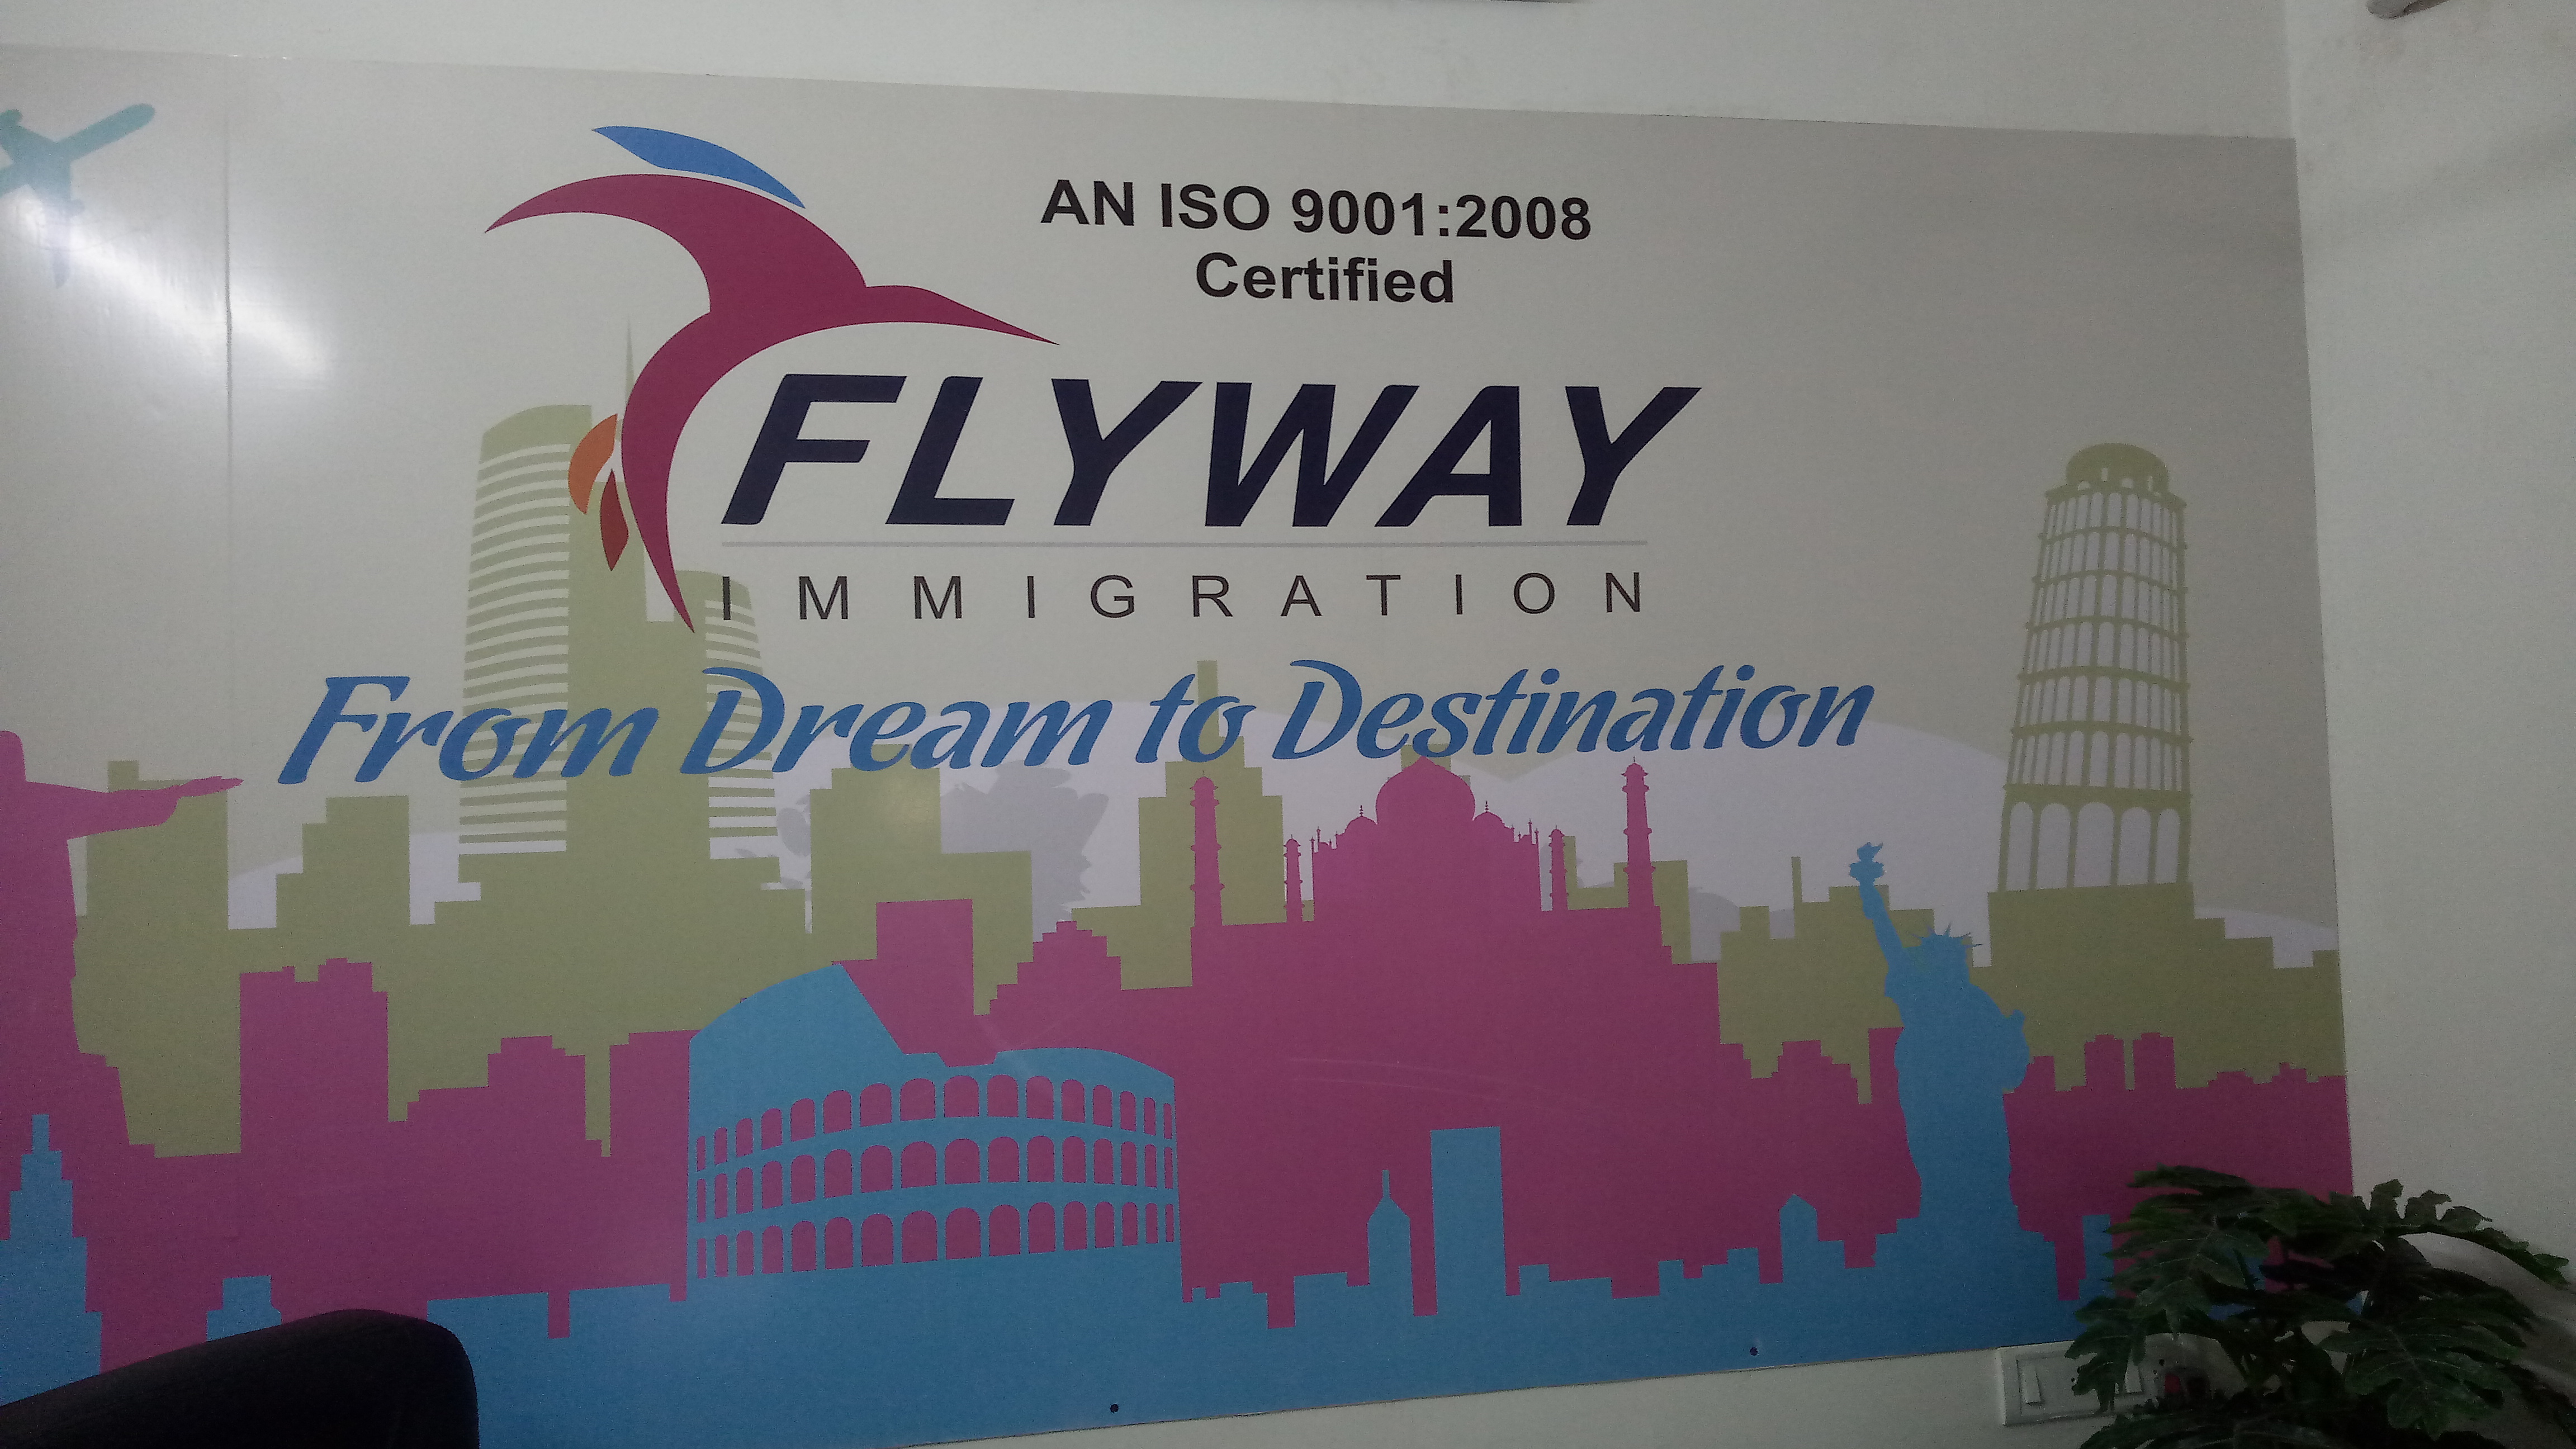 AN ISO 9001:2008
Certified
FLYWAY
IMMIGRATION
From Dream to Destination